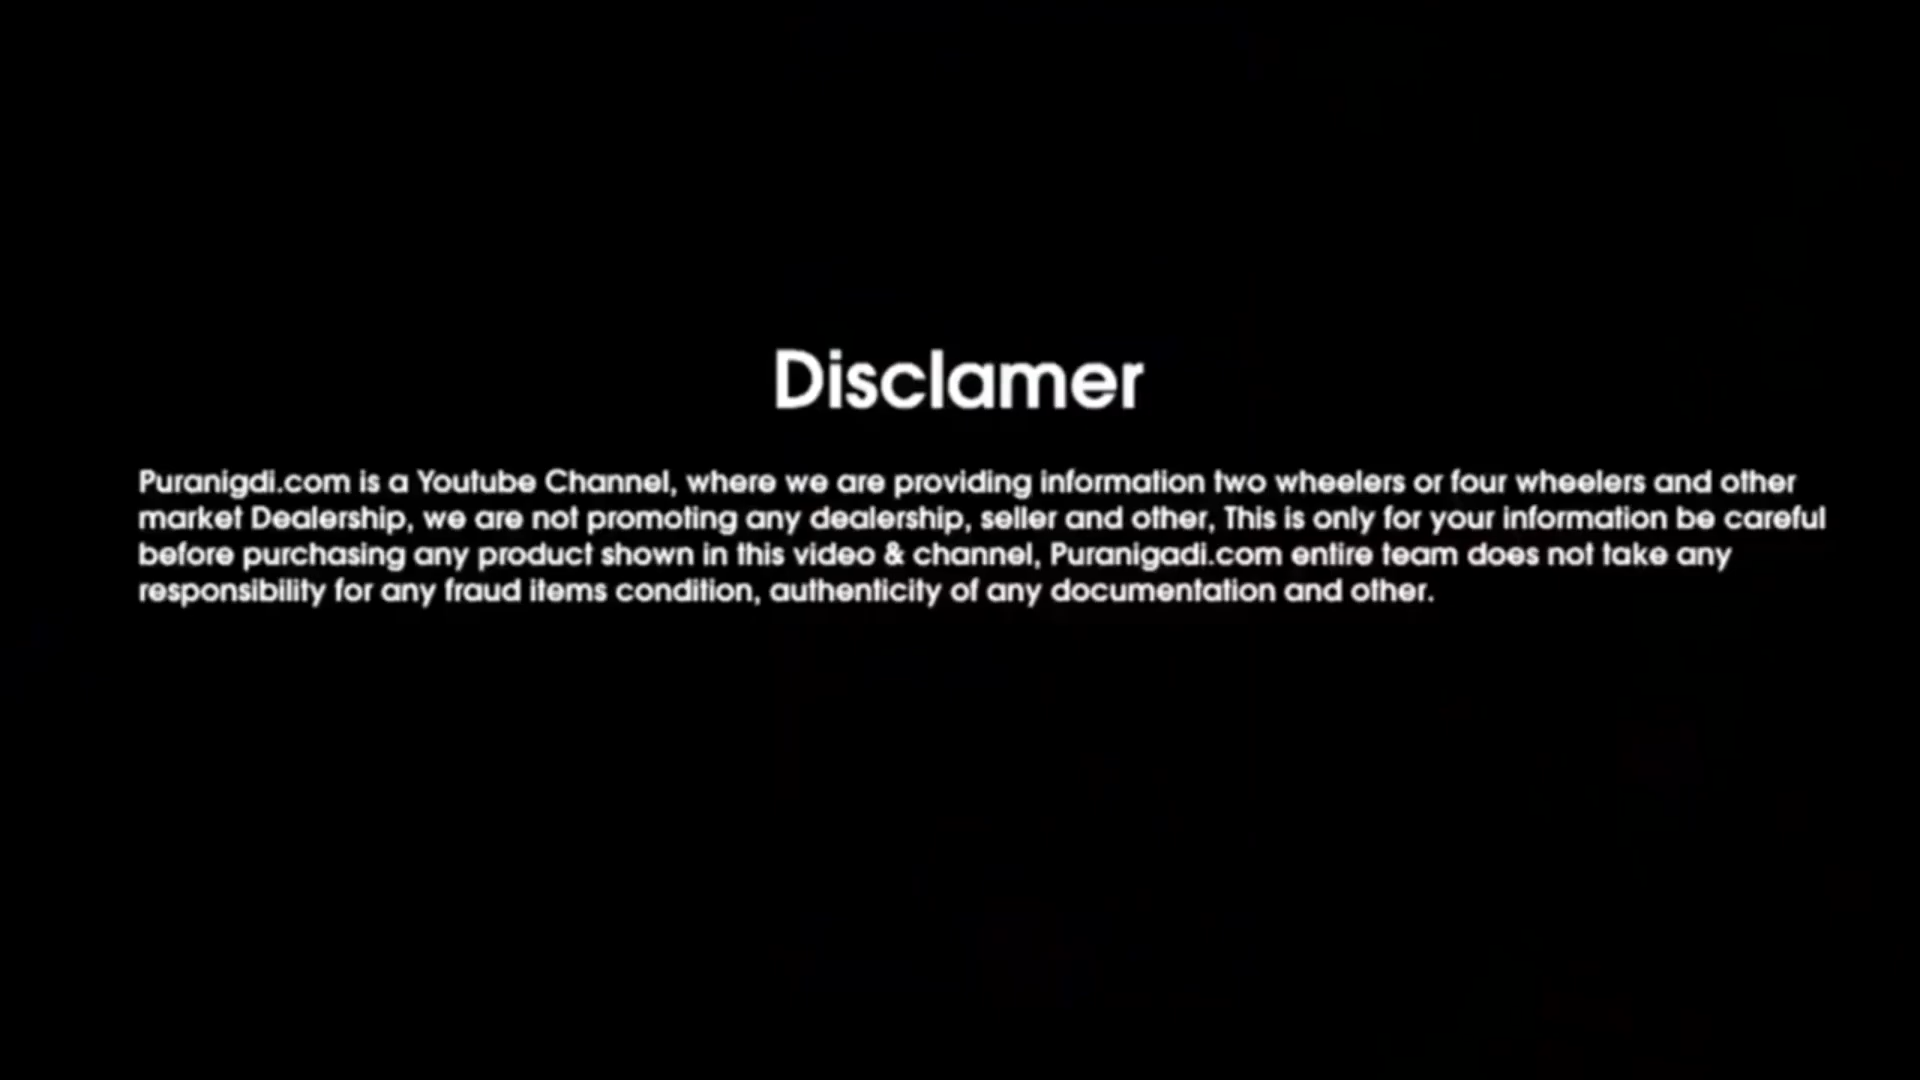 Disclamer
Puranigdi.com is a Youtube Channel, where we are providing information two wheelers or four wheelers and other
market Dealership, we are not promoting any dealership, seller and other, This is only for your information be careful
before purchasing any product shown in this video & channel, Puranigadi.com entire team does not take any
responsibility for any fraud items condition, authenticity of any documentation and other.